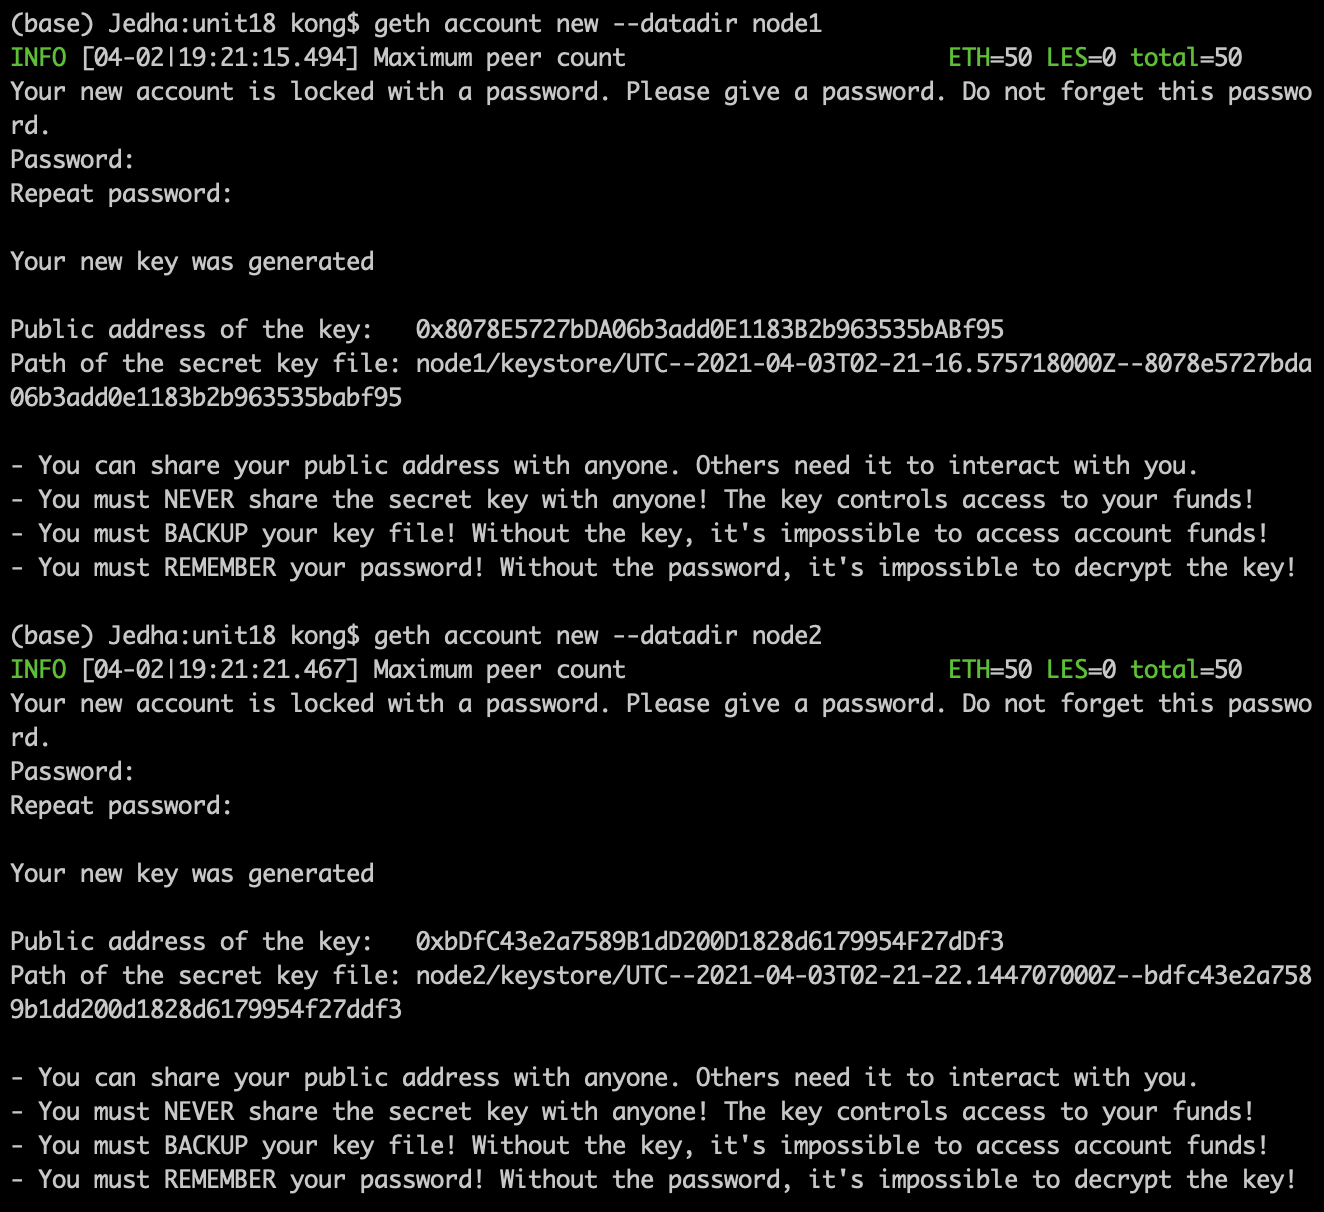 (base) Jedha:unit18 kong$ geth account new --datadir node1
INFO [04-02|19:21:15.494] Maximum peer count                       ETH=50 LES=0 total=50
Your new account is locked with a password. Please give a password. Do not forget this passwo
rd.
Password:
Repeat password:

Your new key was generated

Public address of the key:   0x8078E5727bDA06b3add0E1183B2b963535bABf95
Path of the secret key file: node1/keystore/UTC--2021-04-03T02-21-16.575718000Z--8078e5727bda
06b3add0e1183b2b963535babf95

- You can share your public address with anyone. Others need it to interact with you.
- You must NEVER share the secret key with anyone! The key controls access to your funds!
- You must BACKUP your key file! Without the key, it's impossible to access account funds!
- You must REMEMBER your password! Without the password, it's impossible to decrypt the key!

(base) Jedha:unit18 kong$ geth account new --datadir node2
INFO [04-02|19:21:21.467] Maximum peer count                       ETH=50 LES=0 total=50
Your new account is locked with a password. Please give a password. Do not forget this passwo
rd.
Password:
Repeat password:

Your new key was generated

Public address of the key:   0xbDfC43e2a7589B1dD200D1828d6179954F27dDf3
Path of the secret key file: node2/keystore/UTC--2021-04-03T02-21-22.144707000Z--bdfc43e2a758
9b1dd200d1828d6179954f27ddf3

- You can share your public address with anyone. Others need it to interact with you.
- You must NEVER share the secret key with anyone! The key controls access to your funds!
- You must BACKUP your key file! Without the key, it's impossible to access account funds!
- You must REMEMBER your password! Without the password, it's impossible to decrypt the key!